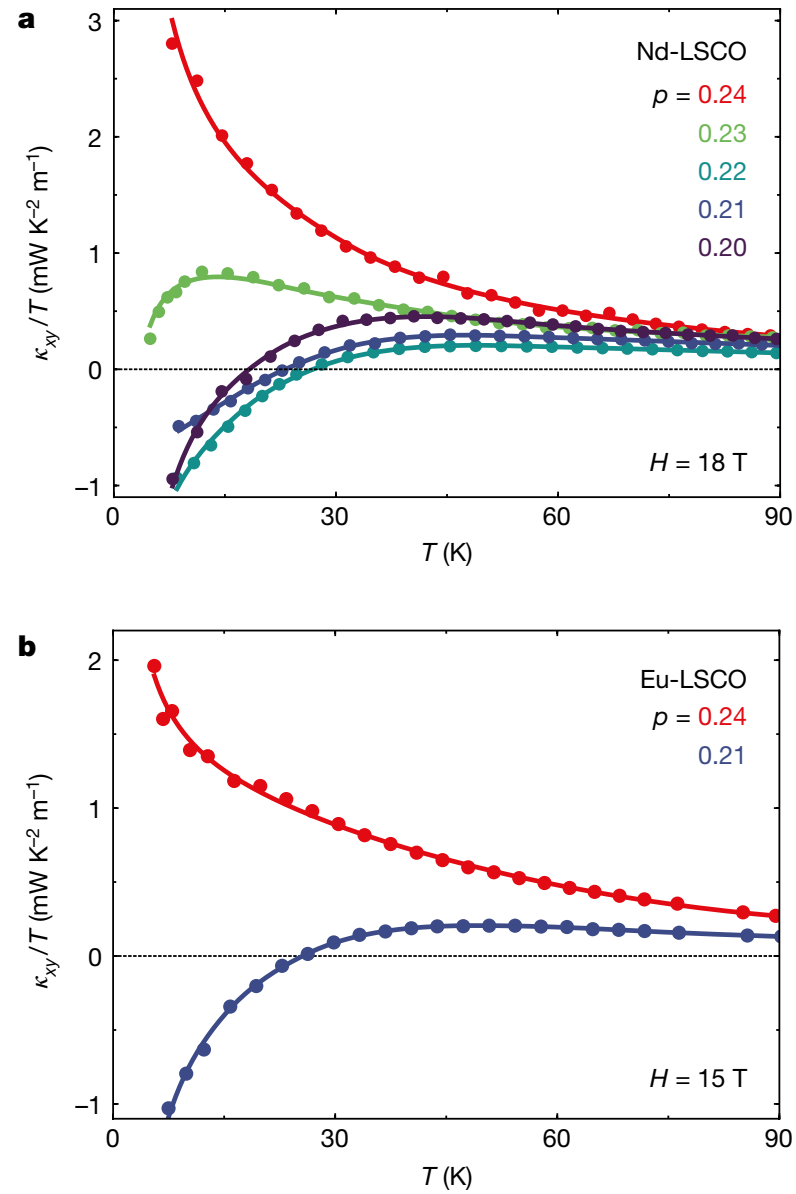 a
3
2
1
0
−1
κxy/T (mW K−2 m−1)
Nd-LSCO
p = 0.24
0.23
0.22
0.21
0.20
H = 18 T
0
30
60
90
T (K)
b
2
1
0
−1
κxy/T (mW K−2 m−1)
Eu-LSCO
p = 0.24
0.21
H = 15 T
0
30
60
90
T (K)